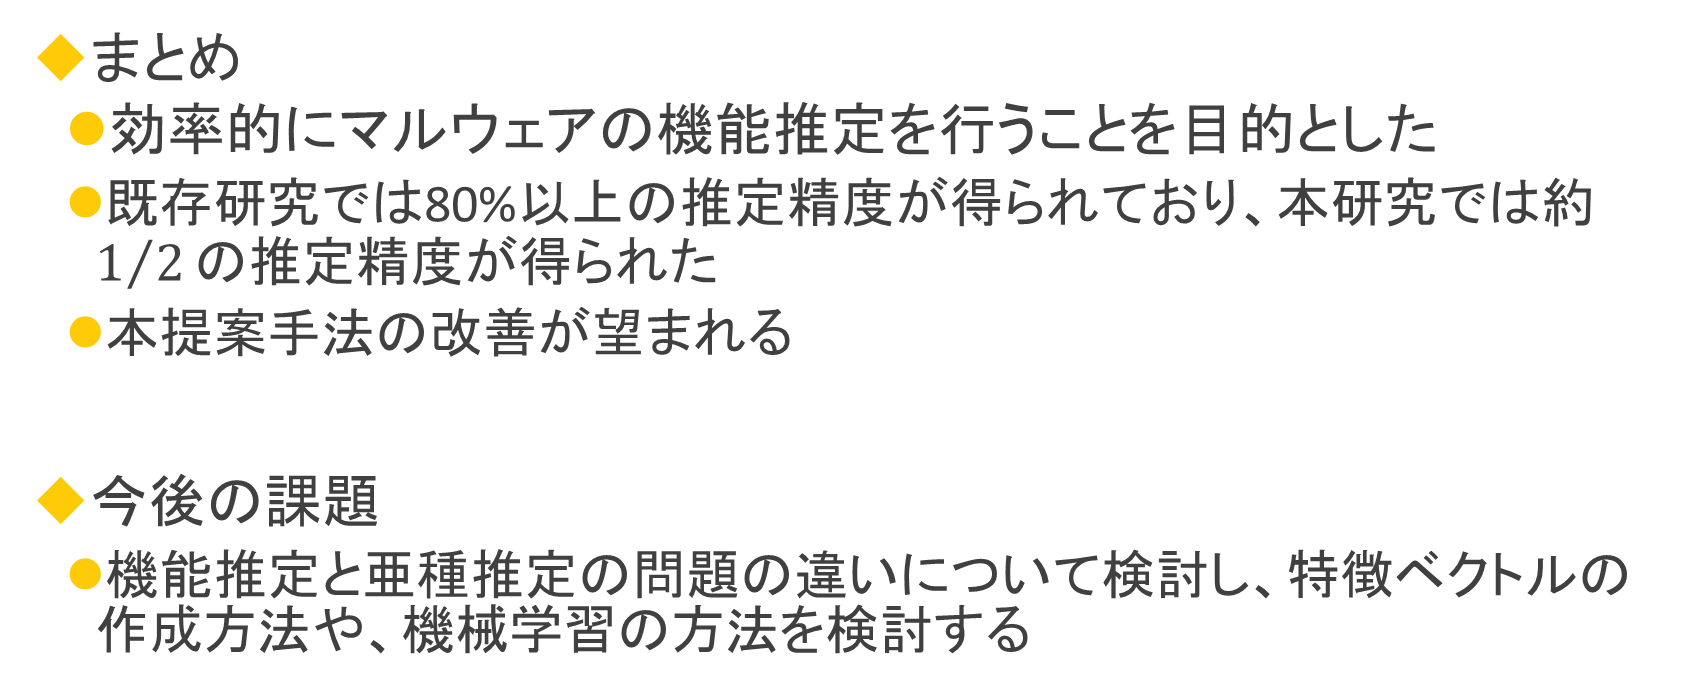 ◆まとめ
●効率的にマルウェアの機能推定を行うことを目的とした
●既存研究では80%以上の推定精度が得られており、本研究では約
1/2 の推定精度が得られた
●本提案手法の改善が望まれる
◆今後の課題
●機能推定と亜種推定の問題の違いについて検討し、特徴ベクトルの
作成方法や、機械学習の方法を検討する